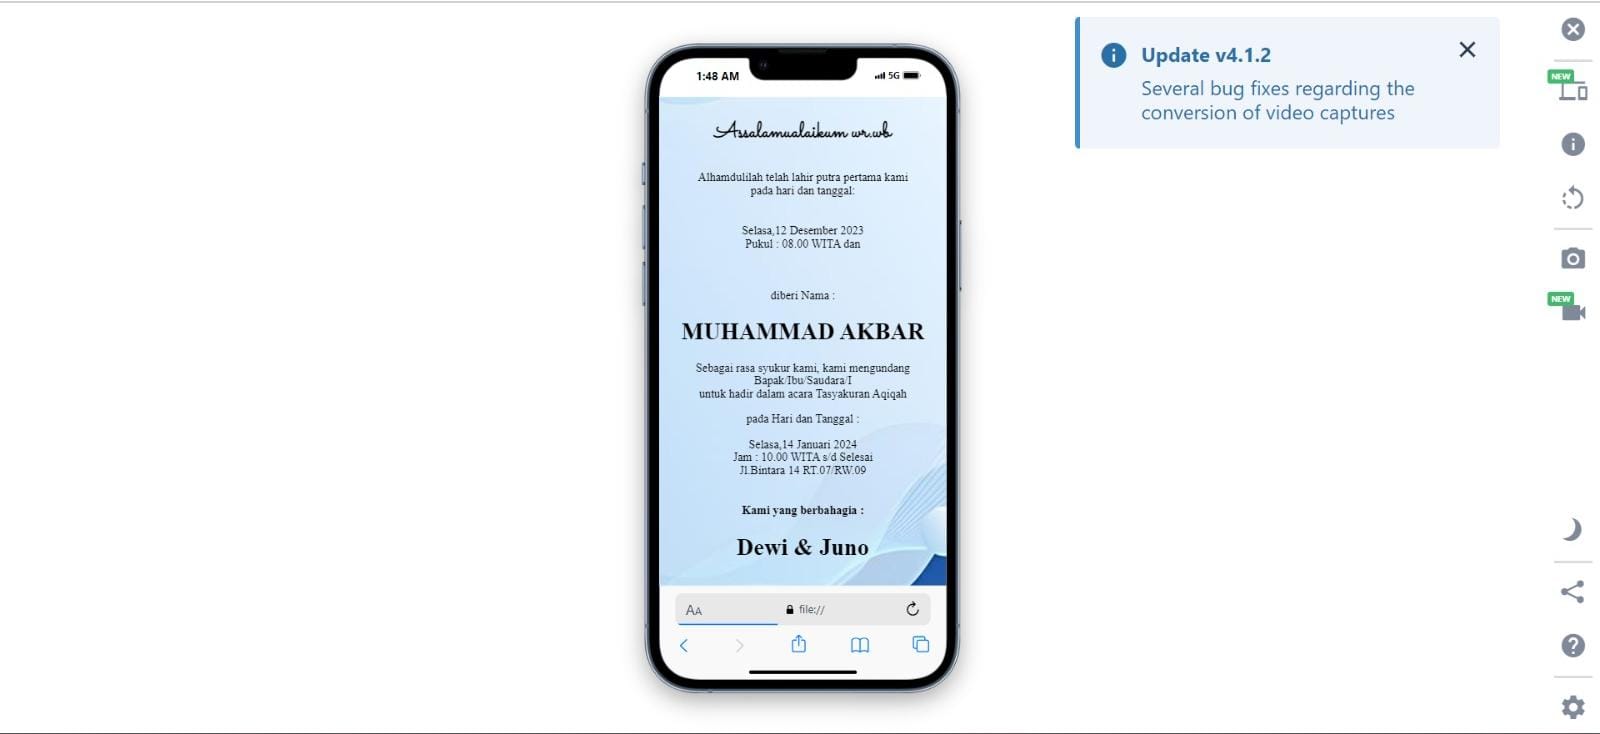 1:48 AM
5G
Assalamualaikum wr.wb
Alhamdulilah telah lahir putra pertama kami
pada hari dan tanggal:
Selasa,12 Desember 2023
Pukul : 08.00 WITA dan
diberi Nama :
MUHAMMAD AKBAR
Sebagai rasa syukur kami, kami mengundang
Bapak/Ibu/Saudara/I
untuk hadir dalam acara Tasyakuran Aqiqah
pada Hari dan Tanggal :
Selasa,14 Januari 2024
Jam : 10.00 WITA s/d Selesai
Jl.Bintara 14 RT.07/RW.09
Kami yang berbahagia :
Dewi & Juno
AA
file://
Update v4.1.2
Several bug fixes regarding the
conversion of video captures
NEW
NEW